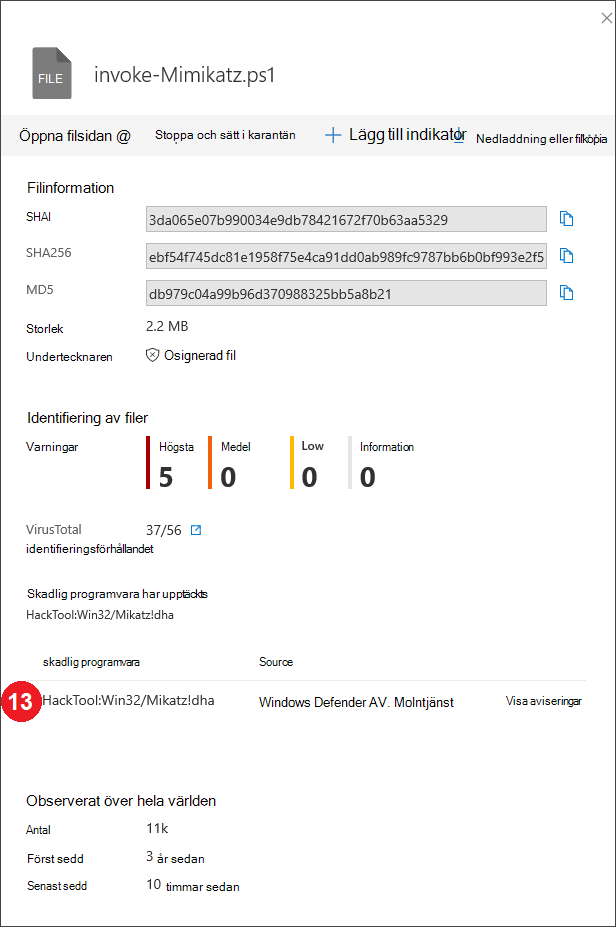 FILE
invoke-Mimikatz.ps1
Öppna filsidan @ Stoppa och sätt i karantän Lägg till indikator Nedladdning eller filkopia
Filinformation
SHAI 3da065e07b990034e9db78421672f70b63aa5329
SHA256 ebf54f745dc81e1958f75e4ca91dd0ab989fc9787bb6b0bf993e2f5
MD5 db979c04a99b96d370988325bb5a8b21
Storlek 2.2 MB
Undertecknaren Osignerad fil
Identifiering av filer
Varningar Högsta Medel Low Information
5 0 0 0
VirusTotal 37/56
identifieringsförhållandet
Skadlig programvara har upptäckts
HackTool:Win32/Mikatz!dha
skadlig programvara Source
13 HackTool:Win32/Mikatz!dha Windows Defender AV. Molntjänst Visa aviseringar
Observerat över hela världen
Antal 11k
Först sedd 3 år sedan
Senast sedd 10 timmar sedan